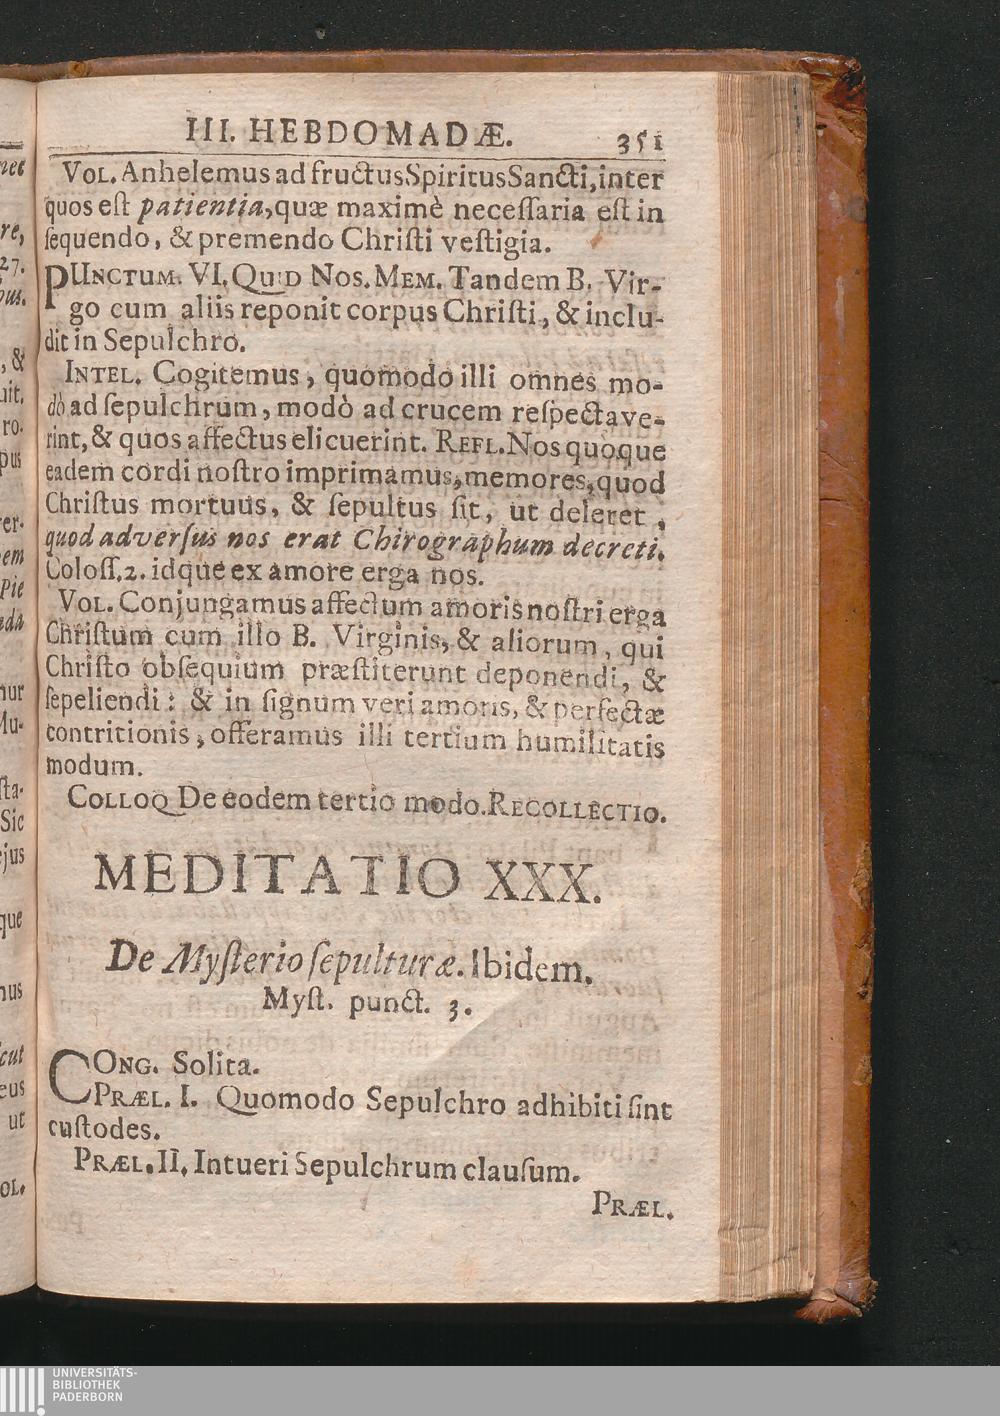 III. HEBDOMADÆ. 351
Vol. Anhelemus ad fructus Spiritus Sancti, inter
quos est patientia, quæ maximè necessaria est in
sequendo, & premendo Christi vestigia.
PUNCTUM. VI. Quid Nos. Mem. Tandem B. Vir-
go cum aliis reponit corpus Christi, & inclu-
dit in Sepulchro.
Intel. Cogitemus, quomodo illi omnes mo-
dò ad sepulchrum, modò ad crucem respectave-
rint, & quos affectus elicuerint. Refl. Nos quoque
eadem cordi nostro imprimamus, memores, quod
Christus mortuus, & sepultus sit, ut deleret,
quod adversus nos erat Chirographum decreti.
Coloss. 2. idque ex amore erga nos.
Vol. Conjungamus affectum amoris nostri erga
Christum cum illo B. Virginis, & aliorum, qui
Christo obsequium præstiterunt deponendi, &
sepeliendi: & in signum veri amoris, & perfectæ
contritionis, offeramus illi tertium humilitatis
modum.
Colloq De eodem tertio modo. Recollectio.
MEDITATIO XXX.
De Mysterio sepulturæ. Ibidem.
Myst. punct. 3.
COng. Solita.
Præl. I. Quomodo Sepulchro adhibiti sint
custodes.
Præl. II. Intueri Sepulchrum clausum.
Præl.
UNIVERSITÄTS-
BIBLIOTHEK
PADERBORN